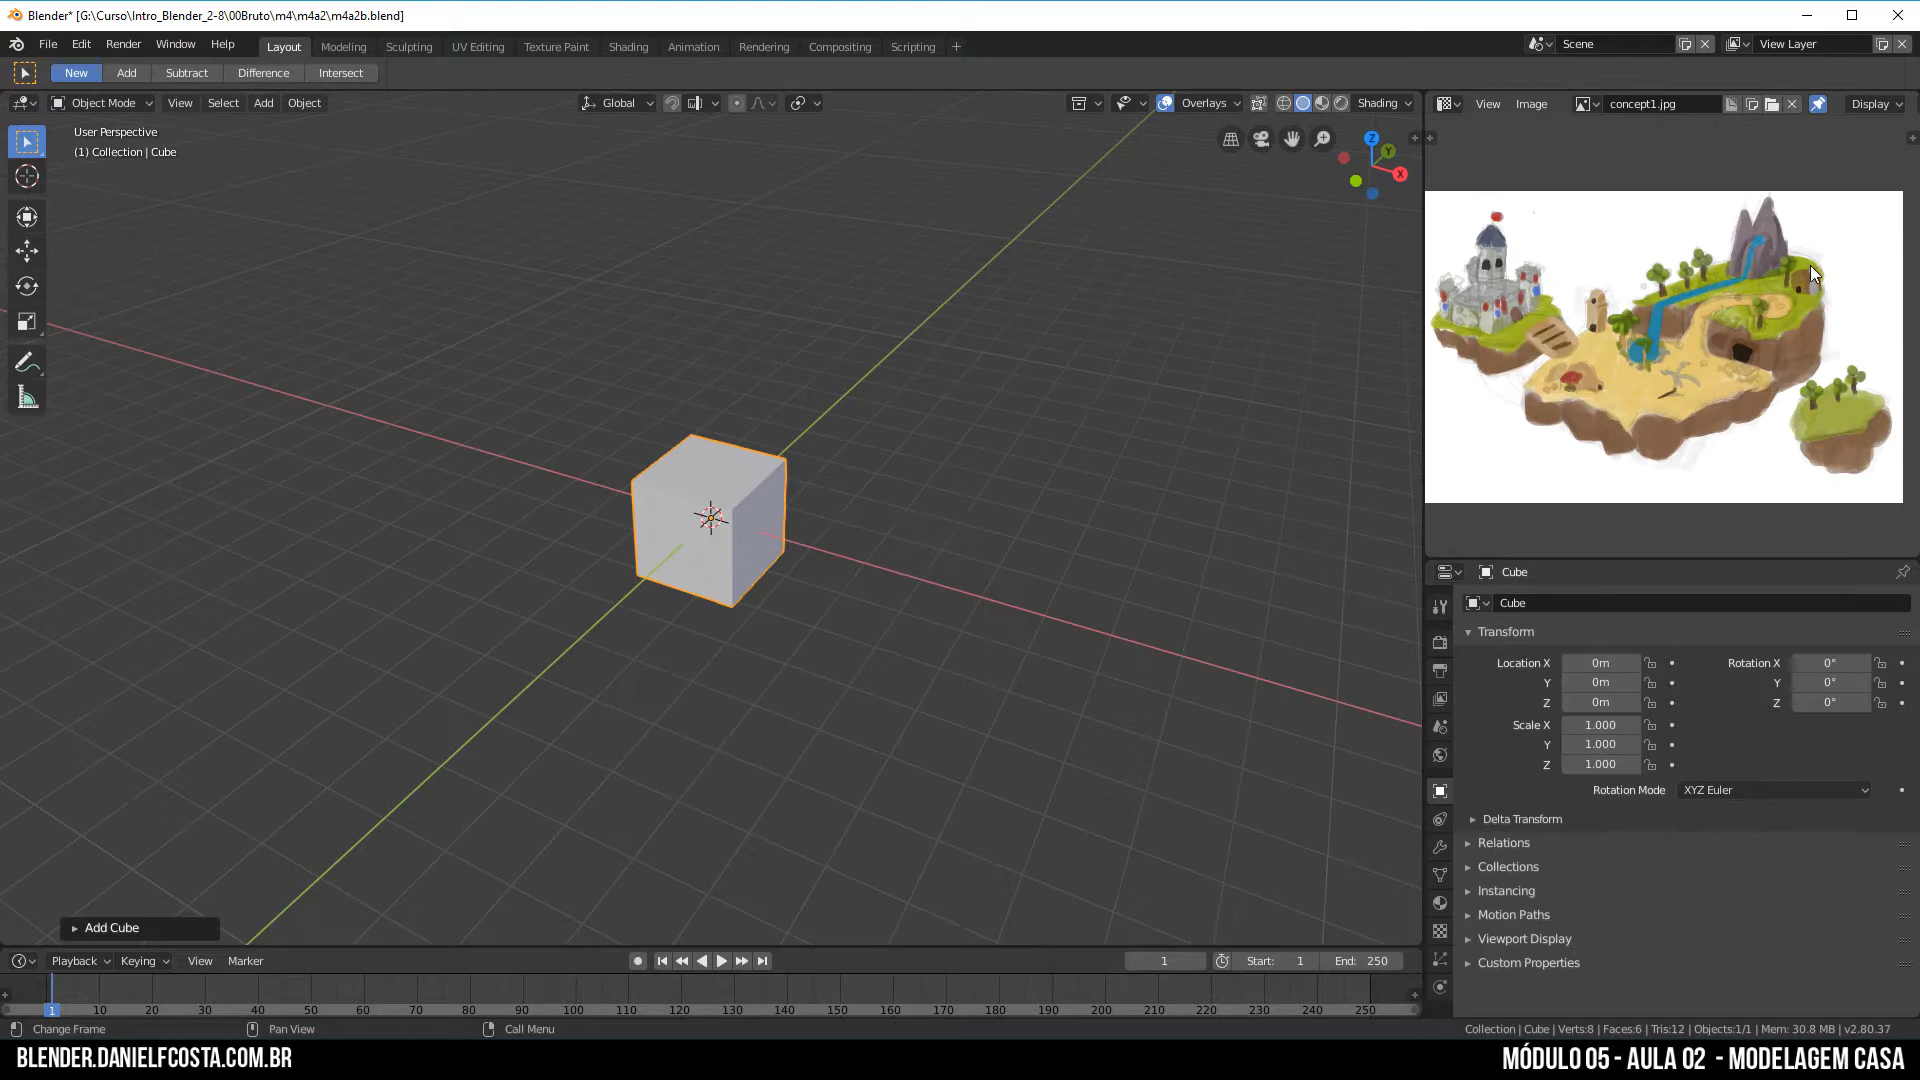 Blender* [G:\Curso\Intro_Blender_2-8\00Bruto\m4\m4a2\m4a2b.blend]
File Edit Render Window Help Layout Modeling Sculpting UV Editing Texture Paint Shading Animation Rendering Compositing Scripting + Scene View Layer
New Add Subtract Difference Intersect
Object Mode View Select Add Object Global Overlays Shading View Image concept1.jpg Display
User Perspective
(1) Collection | Cube
Z
Y
X
Cube
Cube
Transform
Location X 0m Rotation X 0°
Y 0m Y 0°
Z 0m Z 0°
Scale X 1.000
Y 1.000
Z 1.000
Rotation Mode XYZ Euler
Delta Transform
Relations
Collections
Instancing
Motion Paths
Viewport Display
Custom Properties
Add Cube
Playback Keying View Marker 1 Start: 1 End: 250
1 10 20 30 40 50 60 70 80 90 100 110 120 130 140 150 160 170 180 190 200 210 220 230 240 250
Change Frame Pan View Call Menu Collection | Cube | Verts:8 | Faces:6 | Tris:12 | Objects:1/1 | Mem: 30.8 MB | v2.80.37
BLENDER.DANIELFCOSTA.COM.BR MÓDULO 05 - AULA 02 - MODELAGEM CASA